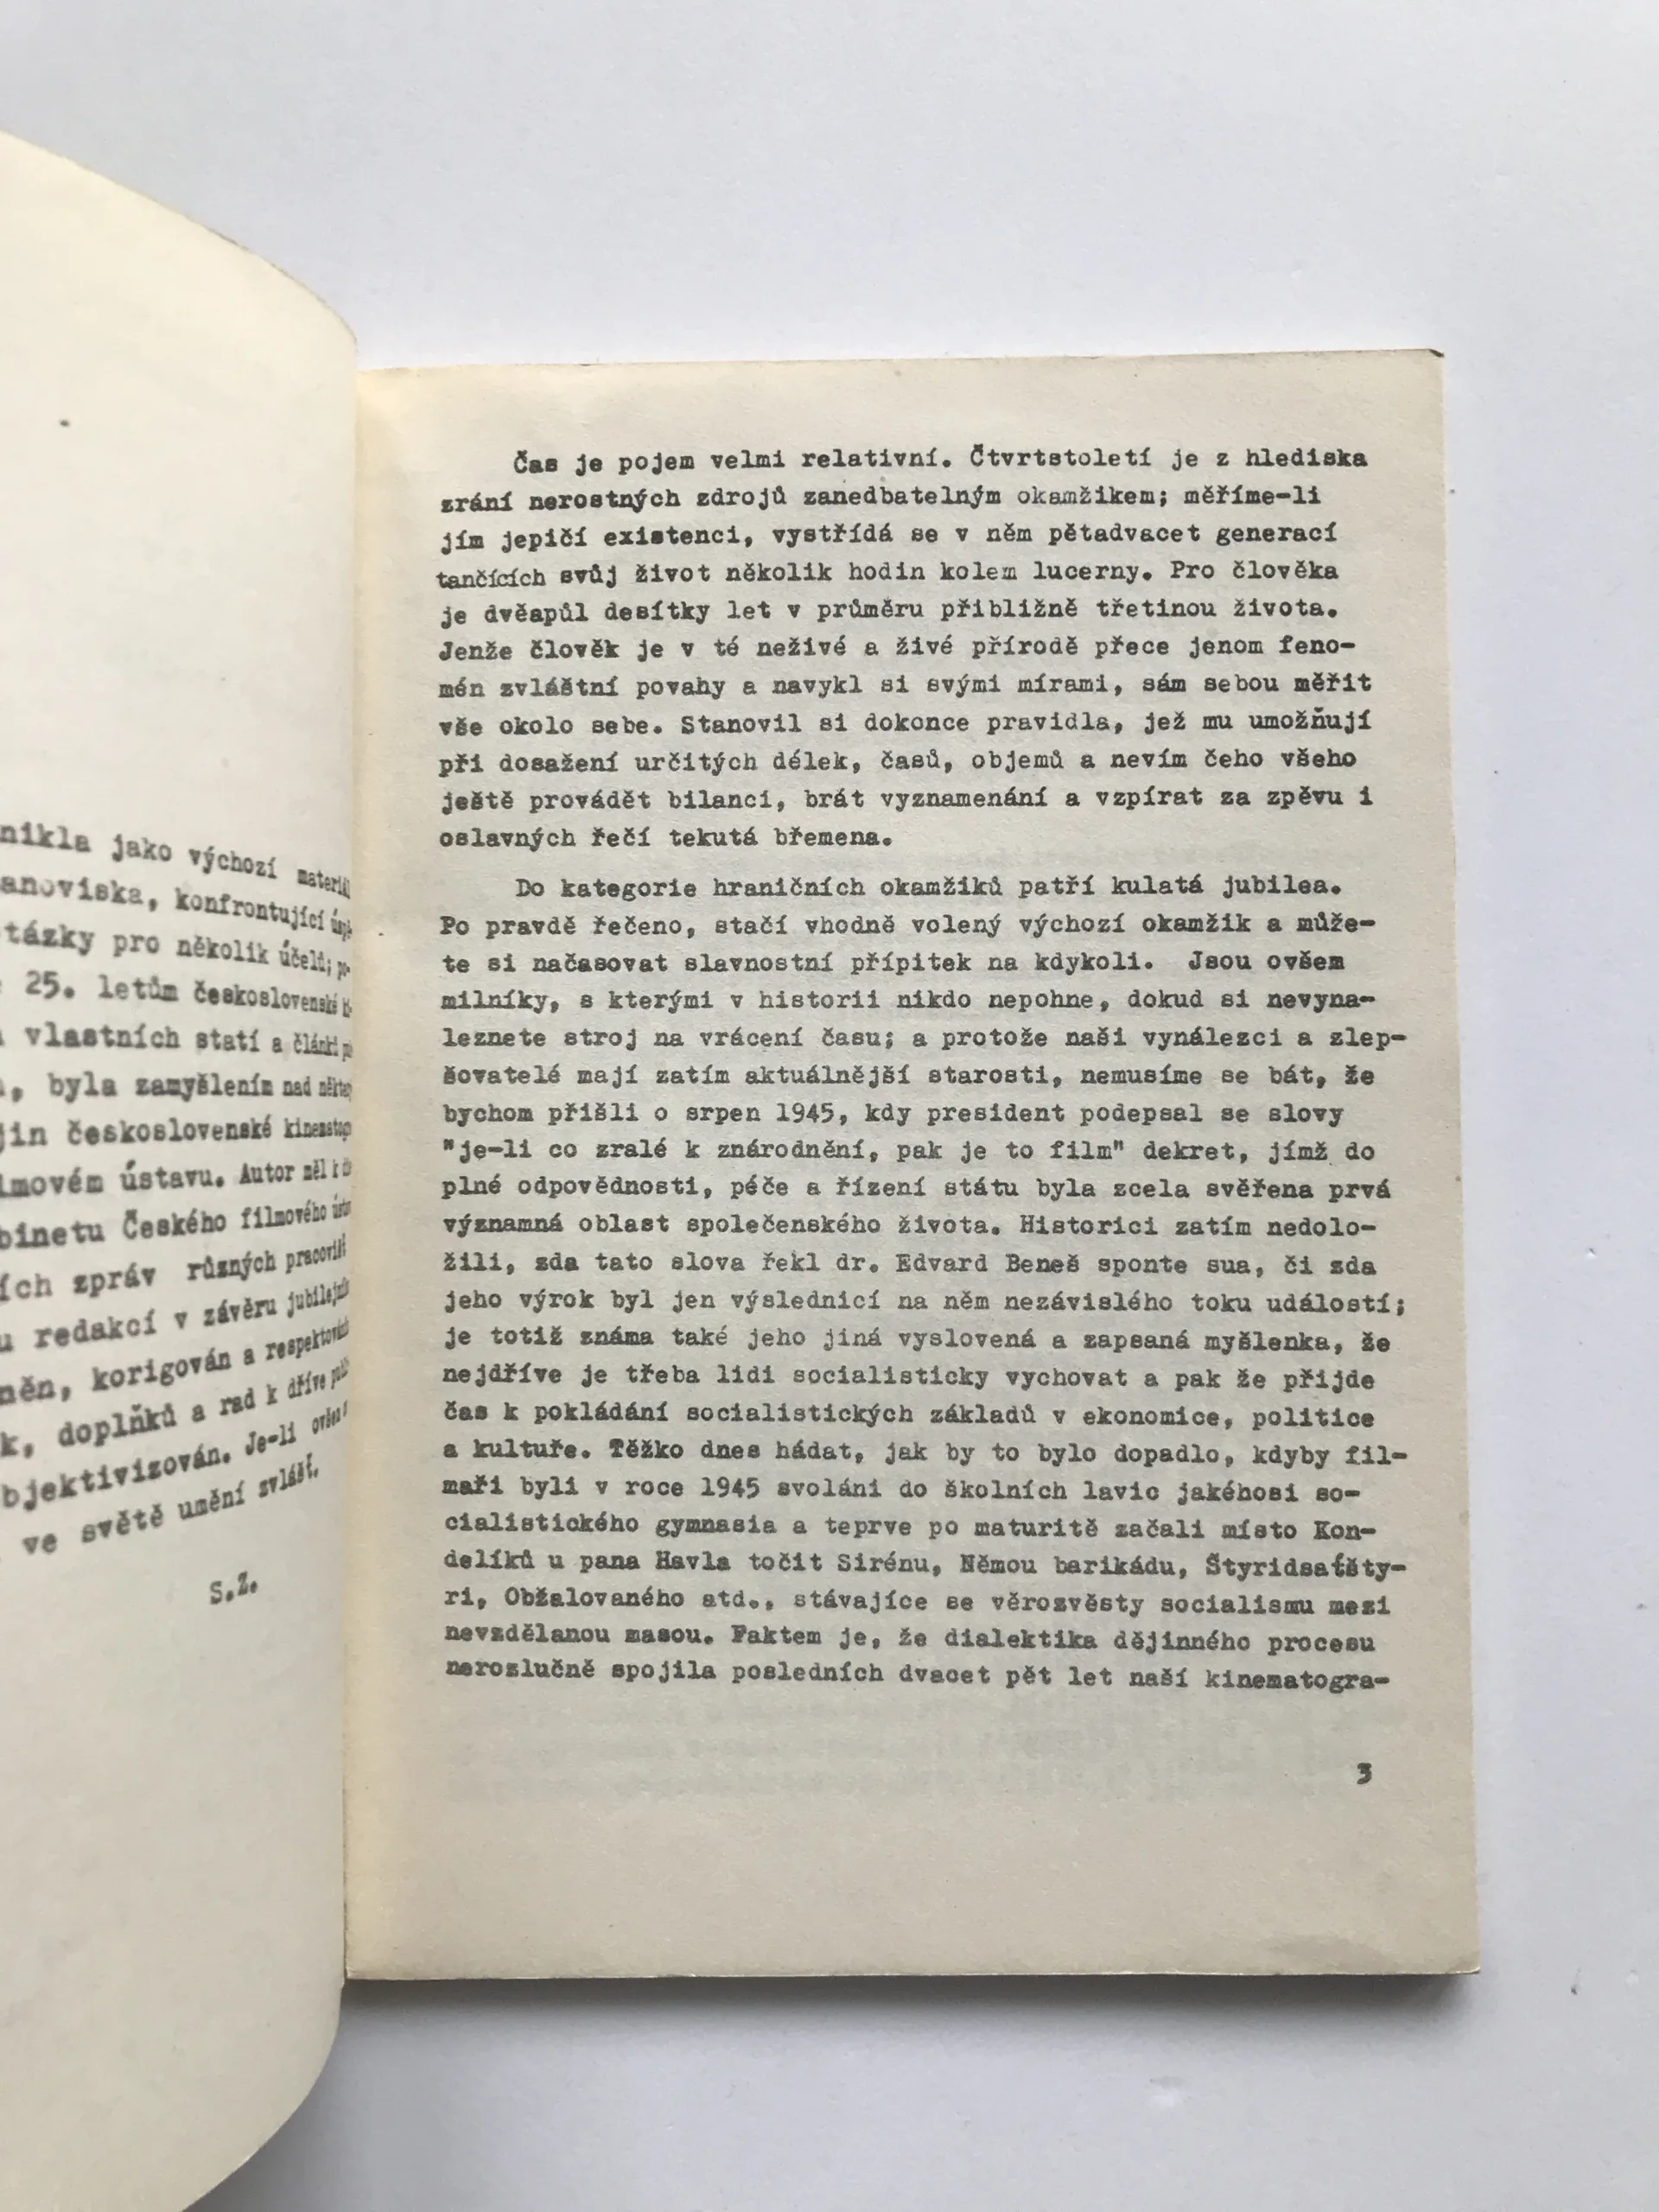 nikla jako výchozí
anoviska, konfrontující
tázky pro několik účelů;
25. letům československé
vlastních statí a článků
, byla zamyšlením nad
jin československé
lmovém ústavu. Autor měl k
binetu Českého filmového
ích zpráv různých pracovišť
u redakcí v závěru
něn, korigován a
k, doplňků a rad k dříve
bjektivizován. Je-li ovšem
ve světě umění zvlášť.
S.Z.
Čas je pojem velmi relativní. Čtvrtstoletí je z hlediska
zrání nerostných zdrojů zanedbatelným okamžikem; měříme-li
jím jepičí existenci, vystřídá se v něm pětadvacet generací
tančících svůj život několik hodin kolem lucerny. Pro člověka
je dvěapůl desítky let v průměru přibližně třetinou života.
Jenže člověk je v té neživé a živé přírodě přece jenom feno-
mén zvláštní povahy a navykl si svými mírami, sám sebou měřit
vše okolo sebe. Stanovil si dokonce pravidla, jež mu umožňují
při dosažení určitých délek, časů, objemů a nevím čeho všeho
ještě provádět bilanci, brát vyznamenání a vzpírat za zpěvu i
oslavných řečí tekutá břemena.
Do kategorie hraničních okamžiků patří kulatá jubilea.
Po pravdě řečeno, stačí vhodně volený výchozí okamžik a může-
te si načasovat slavnostní přípitek na kdykoli. Jsou ovšem
milníky, s kterými v historii nikdo nepohne, dokud si nevyna-
leznete stroj na vrácení času; a protože naši vynálezci a zlep-
šovatelé mají zatím aktuálnější starosti, nemusíme se bát, že
bychom přišli o srpen 1945, kdy president podepsal se slovy
"je-li co zralé k znárodnění, pak je to film" dekret, jímž do
plné odpovědnosti, péče a řízení státu byla zcela svěřena prvá
významná oblast společenského života. Historici zatím nedolo-
žili, zda tato slova řekl dr. Edvard Beneš sponte sua, či zda
jeho výrok byl jen výslednicí na něm nezávislého toku událostí;
je totiž známa také jeho jiná vyslovená a zapsaná myšlenka, že
nejdříve je třeba lidi socialisticky vychovat a pak že přijde
čas k pokládání socialistických základů v ekonomice, politice
a kultuře. Těžko dnes hádat, jak by to bylo dopadlo, kdyby fil-
maři byli v roce 1945 svoláni do školních lavic jakéhosi so-
cialistického gymnasia a teprve po maturitě začali místo Kon-
delíků u pana Havla točit Sirénu, Němou barikádu, Štyridsaťšty-
ri, Obžalovaného atd., stávajíce se věrozvěsty socialismu mezi
nevzdělanou masou. Faktem je, že dialektika dějinného procesu
nerozlučně spojila posledních dvacet pět let naší kinematogra-
3